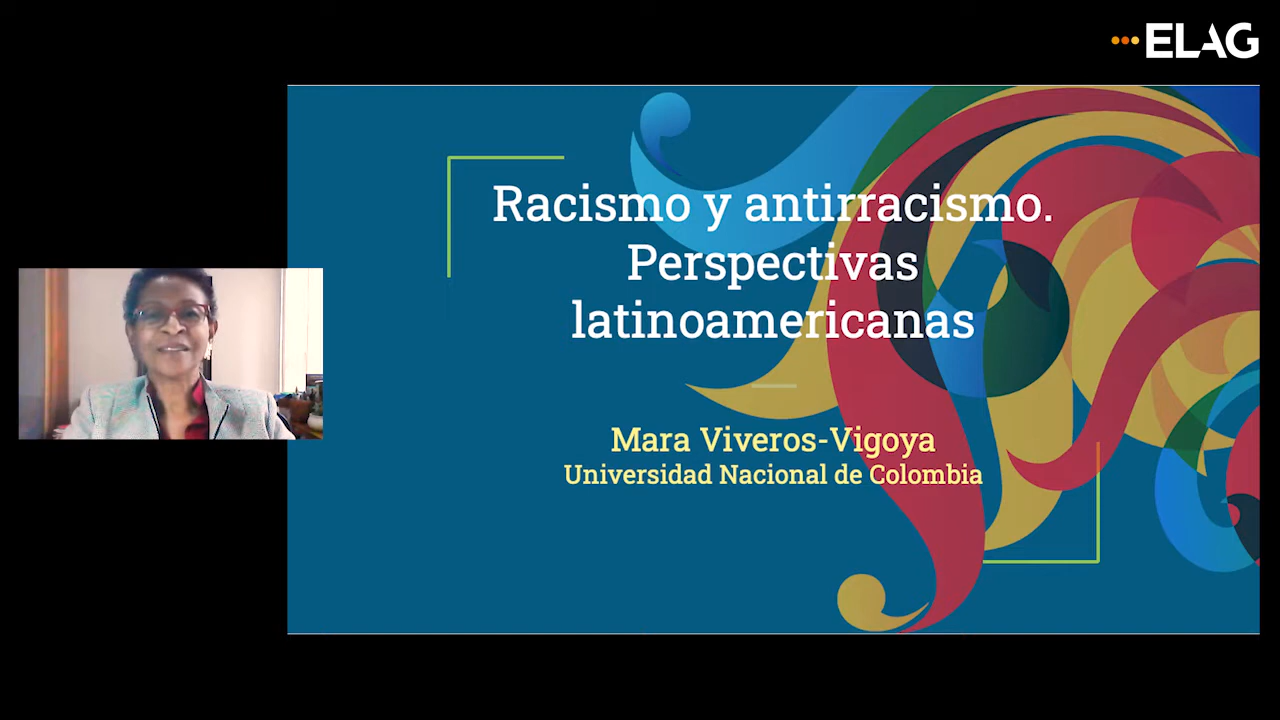 ELAG
Racismo y antirracismo.
Perspectivas
latinoamericanas
Mara Viveros-Vigoya
Universidad Nacional de Colombia